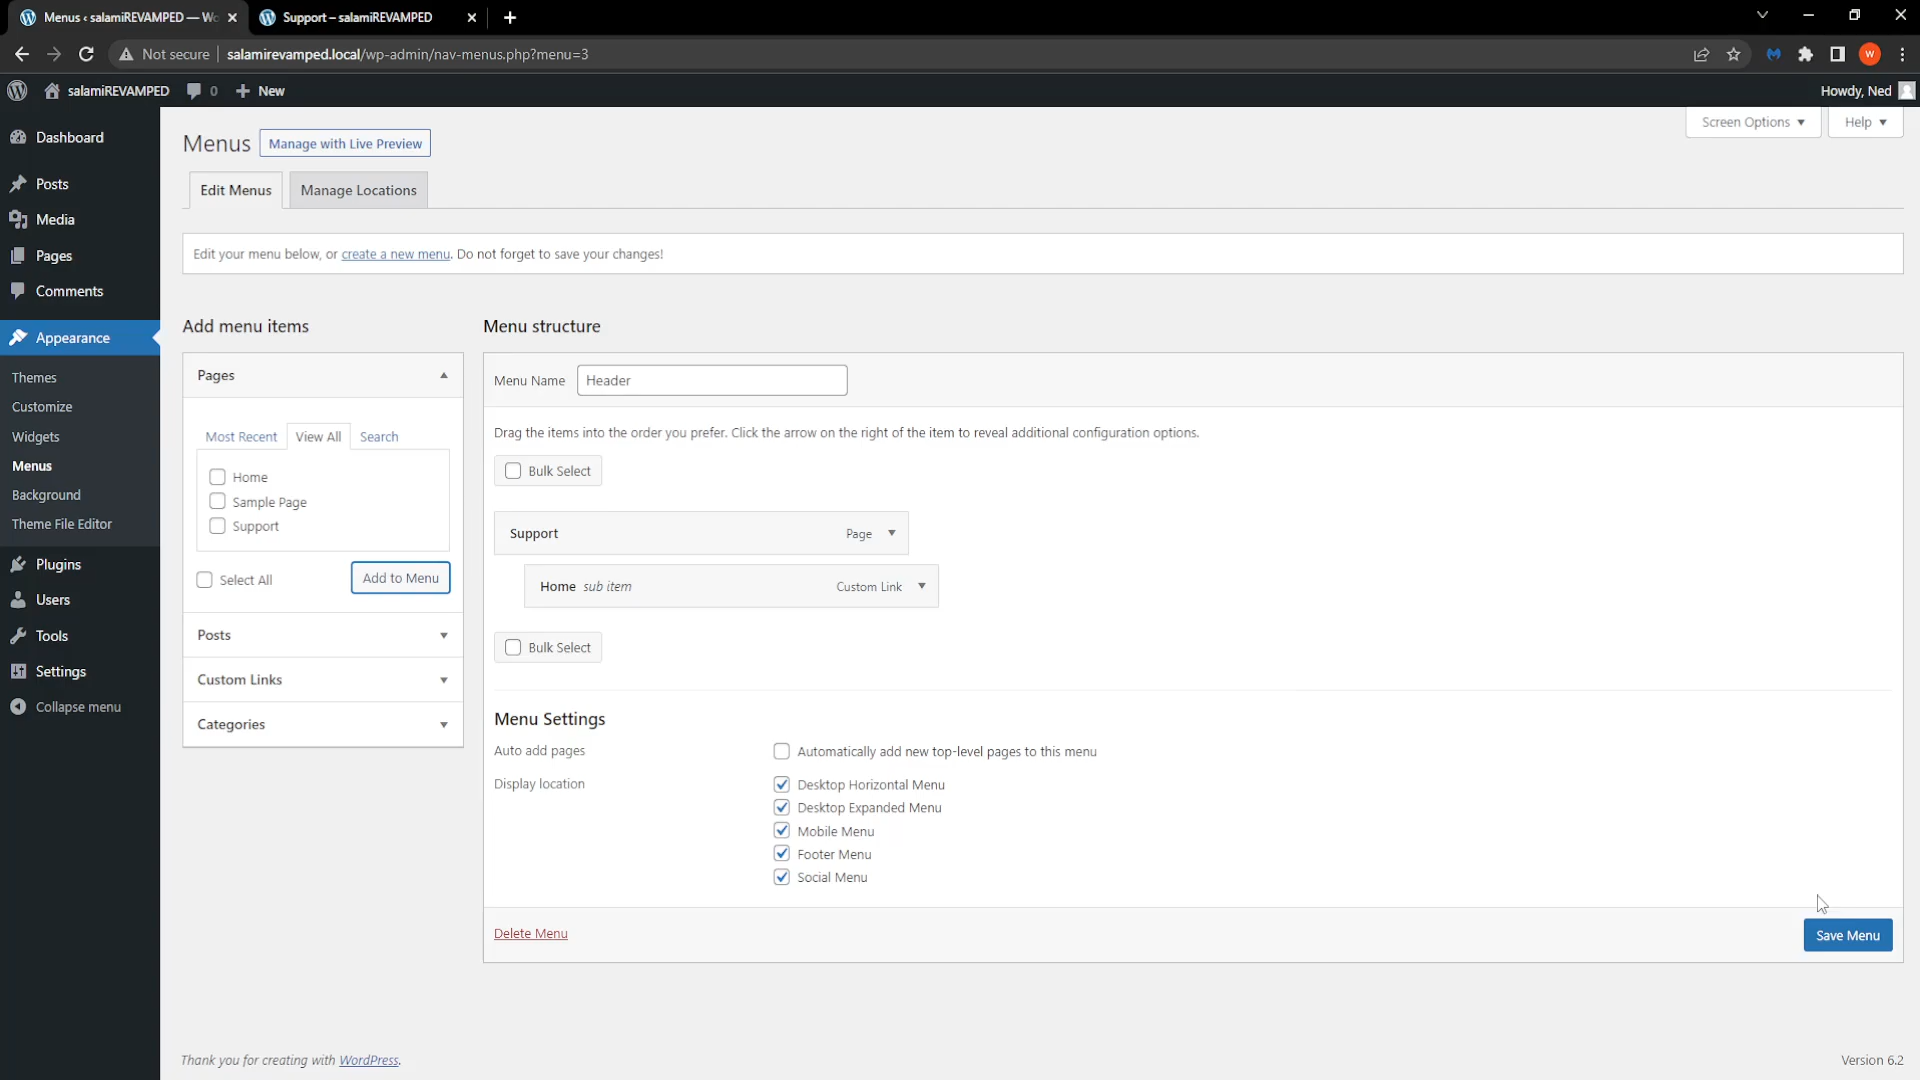 Menus ‹ salamiREVAMPED — Wo
Support – salamiREVAMPED
Not secure
salamirevamped.local/wp-admin/nav-menus.php?menu=3
W
salamiREVAMPED
0
New
Howdy, Ned
Dashboard
Posts
Media
Pages
Comments
Appearance
Themes
Customize
Widgets
Menus
Background
Theme File Editor
Plugins
Users
Tools
Settings
Collapse menu
Screen Options
Help
Menus
Manage with Live Preview
Edit Menus
Manage Locations
Edit your menu below, or create a new menu. Do not forget to save your changes!
Add menu items
Pages
Most Recent
View All
Search
Home
Sample Page
Support
Select All
Add to Menu
Posts
Custom Links
Categories
Menu structure
Menu Name
Header
Drag the items into the order you prefer. Click the arrow on the right of the item to reveal additional configuration options.
Bulk Select
Support
Page
Home sub item
Custom Link
Bulk Select
Menu Settings
Auto add pages
Automatically add new top-level pages to this menu
Display location
Desktop Horizontal Menu
Desktop Expanded Menu
Mobile Menu
Footer Menu
Social Menu
Delete Menu
Save Menu
Thank you for creating with WordPress.
Version 6.2